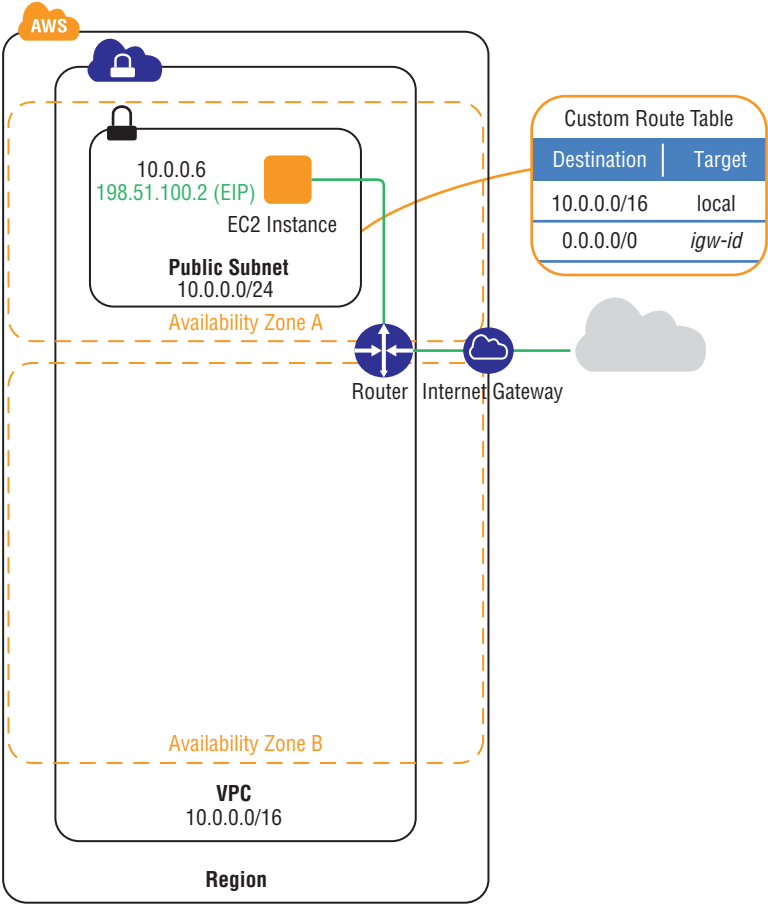 AWS
Custom Route Table
Destination Target
10.0.0.0/16 local
0.0.0.0/0 igw-id
10.0.0.6
198.51.100.2 (EIP)
EC2 Instance
Public Subnet
10.0.0.0/24
Availability Zone A
Router Internet Gateway
Availability Zone B
VPC
10.0.0.0/16
Region